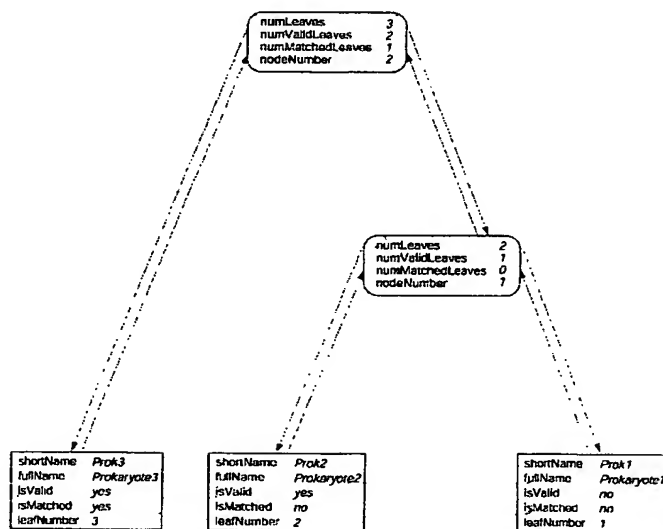 numLeaves 3
numValidLeaves 2
numMatchedLeaves 1
nodeNumber 2
numLeaves 2
numValidLeaves 1
numMatchedLeaves 0
nodeNumber 1
shortName Prok3
fullName Prokaryote3
isValid yes
isMatched yes
leafNumber 3
shortName Prok2
fullName Prokaryote2
isValid yes
isMatched no
leafNumber 2
shortName Prok1
fullName Prokaryote1
isValid no
isMatched no
leafNumber 1